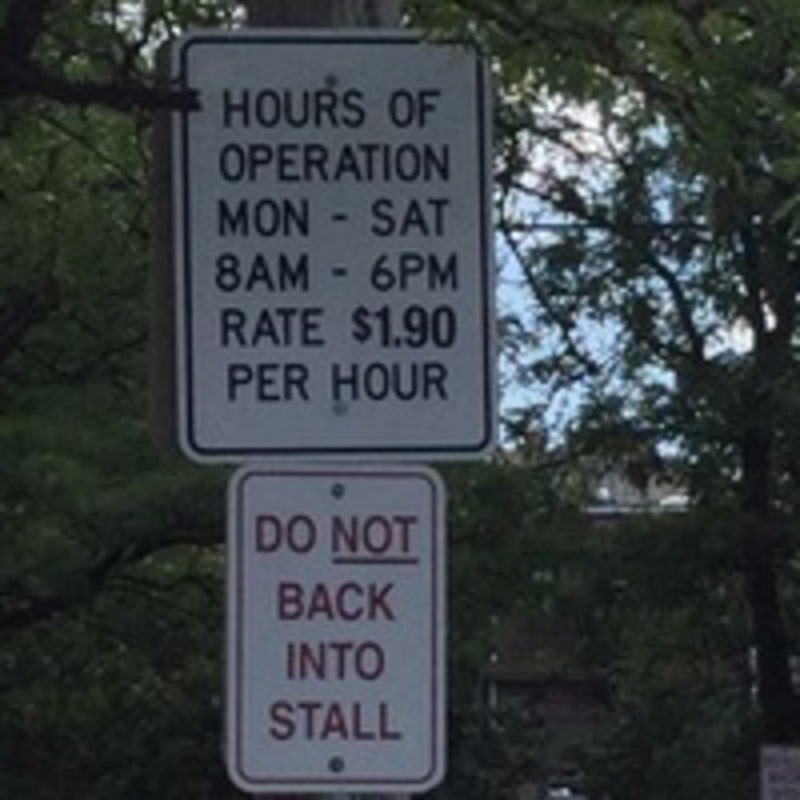 HOURS OF
OPERATION
MON - SAT
8AM - 6PM
RATE $1.90
PER HOUR
DO NOT
BACK
INTO
STALL